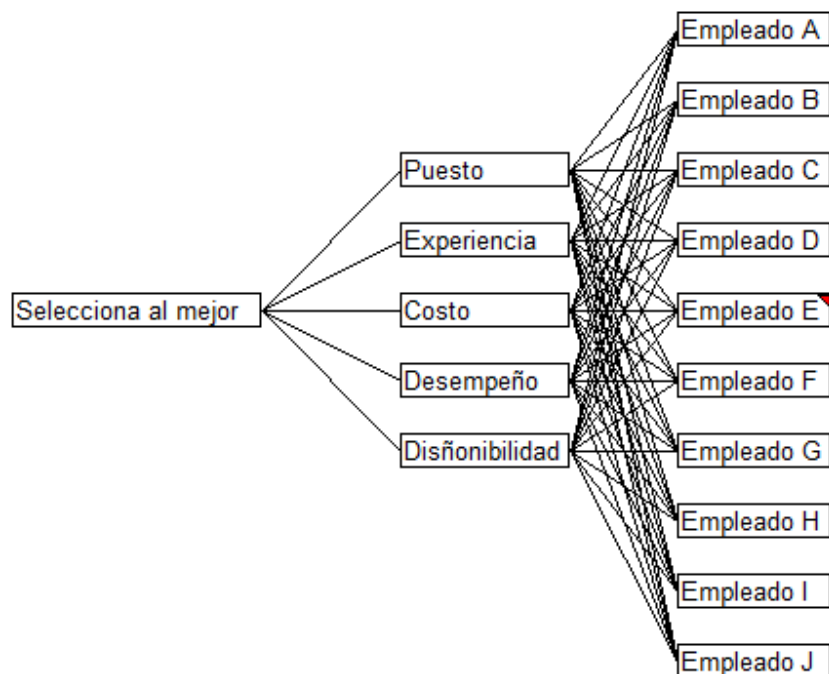 Selecciona al mejor
Puesto
Experiencia
Costo
Desempeño
Disñonibilidad
Empleado A
Empleado B
Empleado C
Empleado D
Empleado E
Empleado F
Empleado G
Empleado H
Empleado I
Empleado J